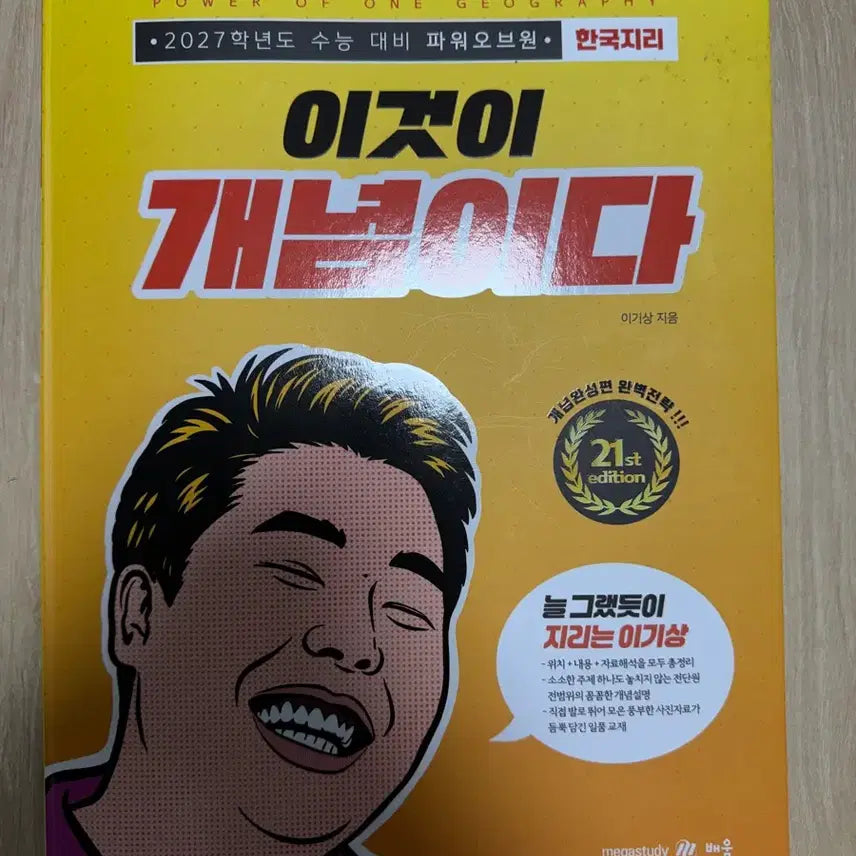 POWER OF ONE GEOGRAPHY
•2027학년도 수능 대비 파워오브원• 한국지리
이것이
개념이다
이기상 지음
개념완성편 완벽전략 !!!
21st
edition
늘 그랬듯이
지리는 이기상
- 위치 + 내용 + 자료해석을 모두 총정리
- 소소한 주제 하나도 놓치지 않는 전단원
전범위의 꼼꼼한 개념설명
- 직접 발로 뛰어 모은 풍부한 사진자료가
듬뿍 담긴 일품 교재
megastudy 배움